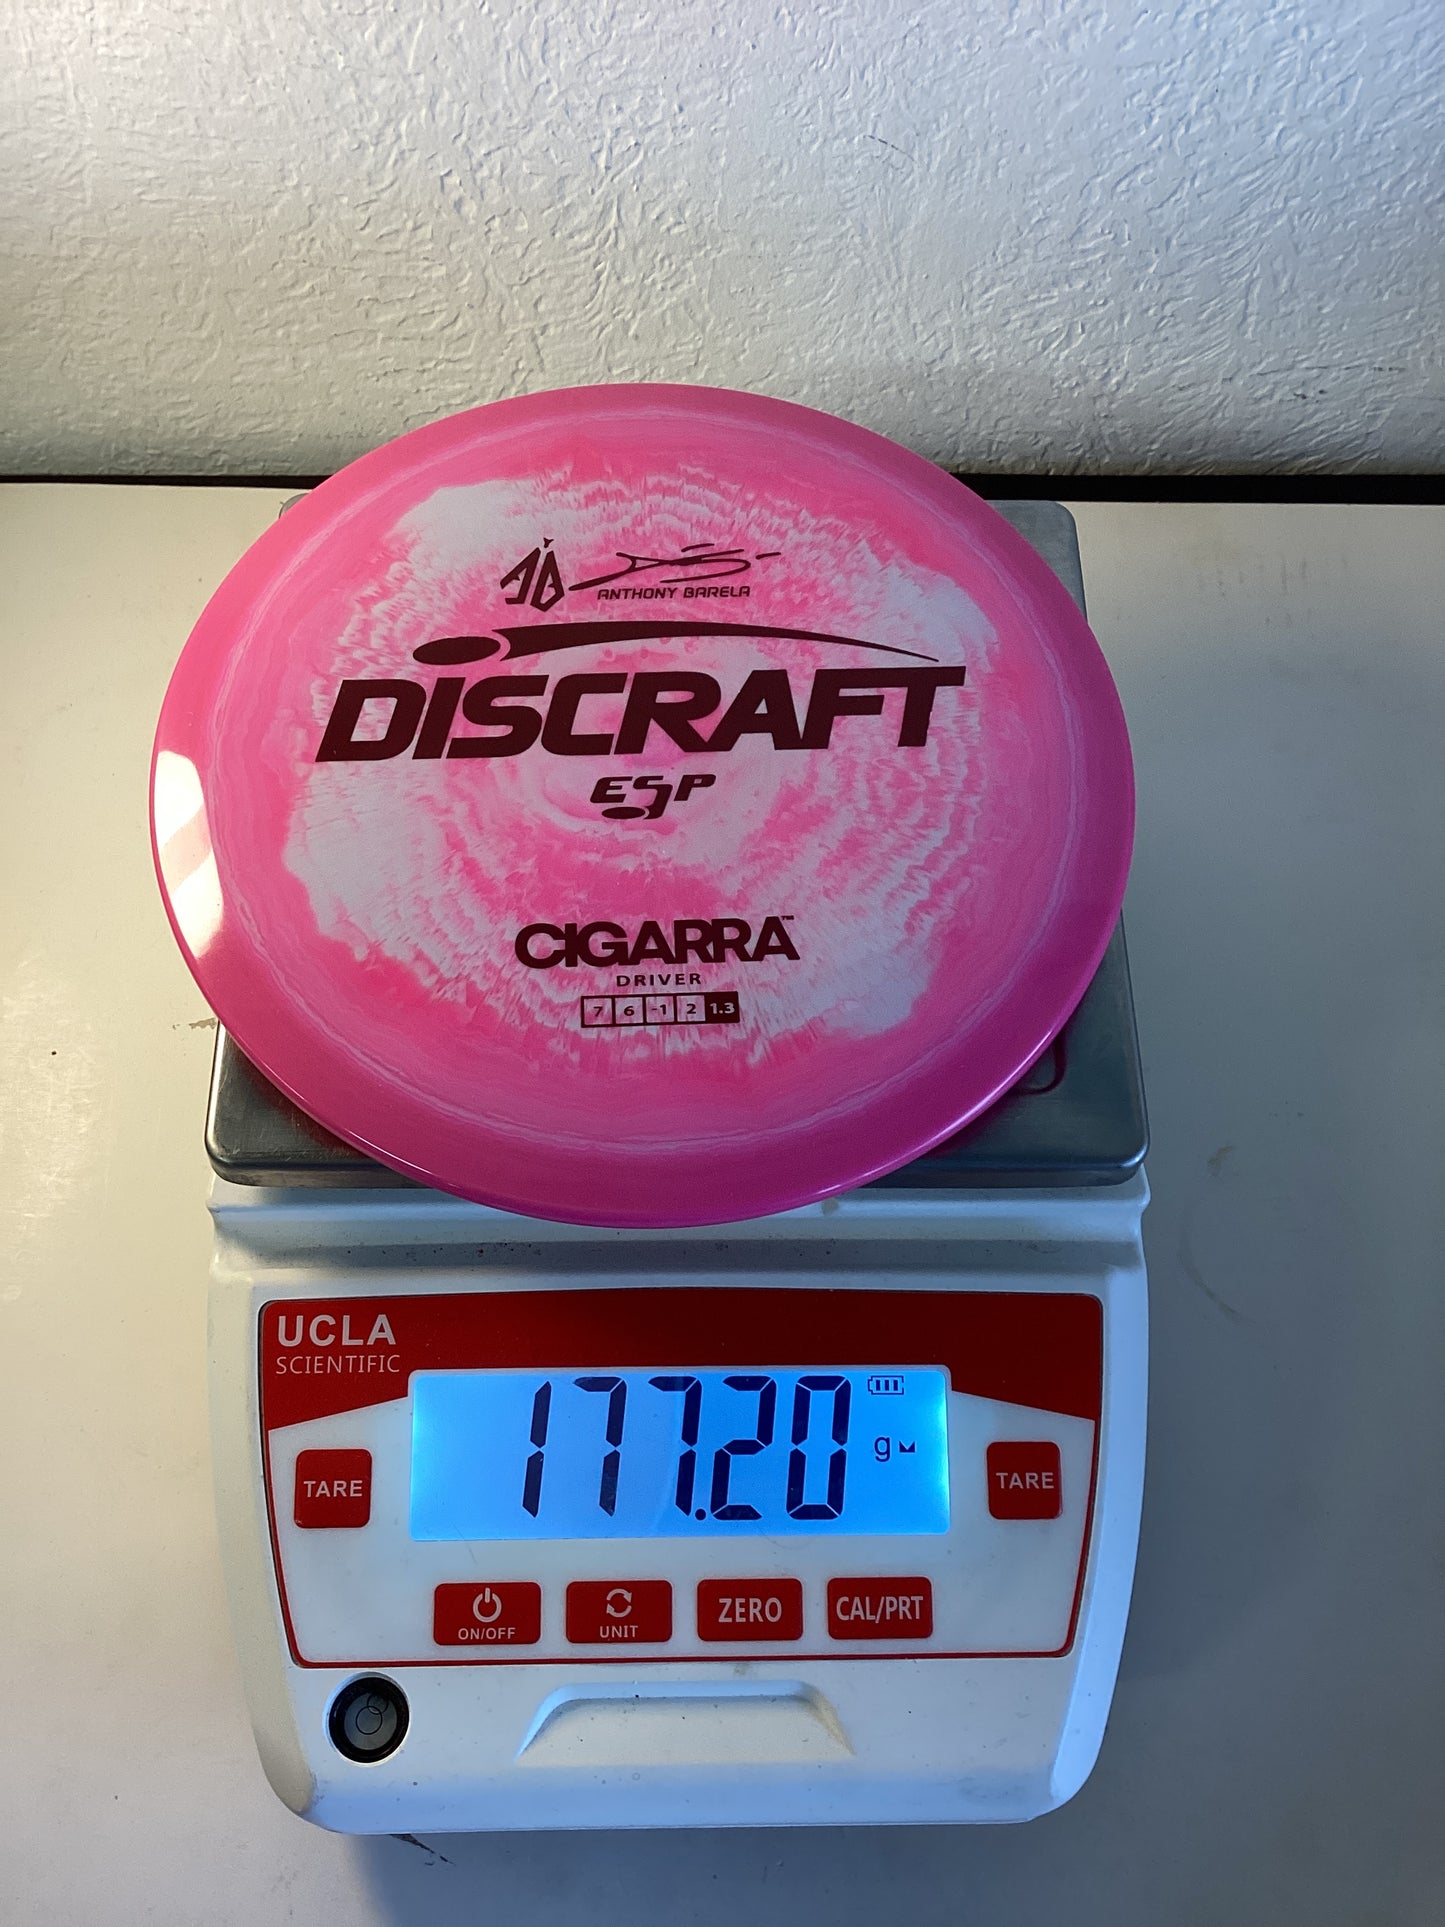 ANTHONY BARELA
DISCRAFT
ESP
CIGARRA™
DRIVER
7 6 -1 2 1.3
UCLA
SCIENTIFIC
177.20 g
TARE
TARE
ON/OFF
UNIT
ZERO
CAL/PRT